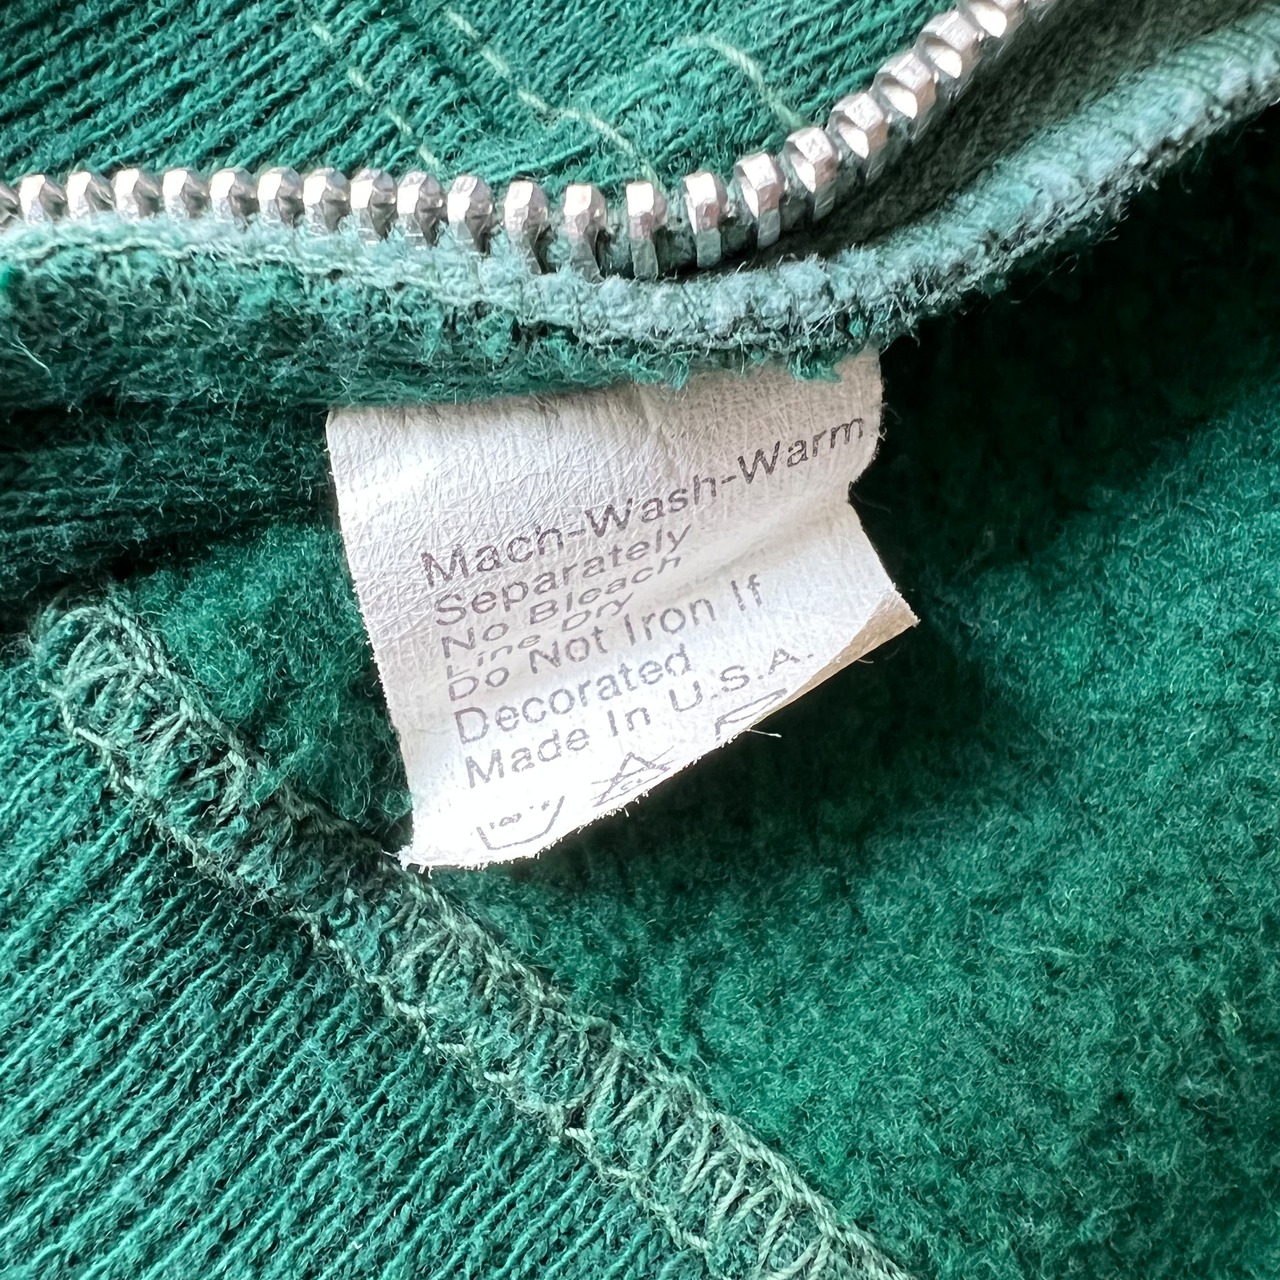 Mach-Wash-Warm
Separately
No Bleach
Line Dry
Do Not Iron If
Decorated
Made In U.S.A.